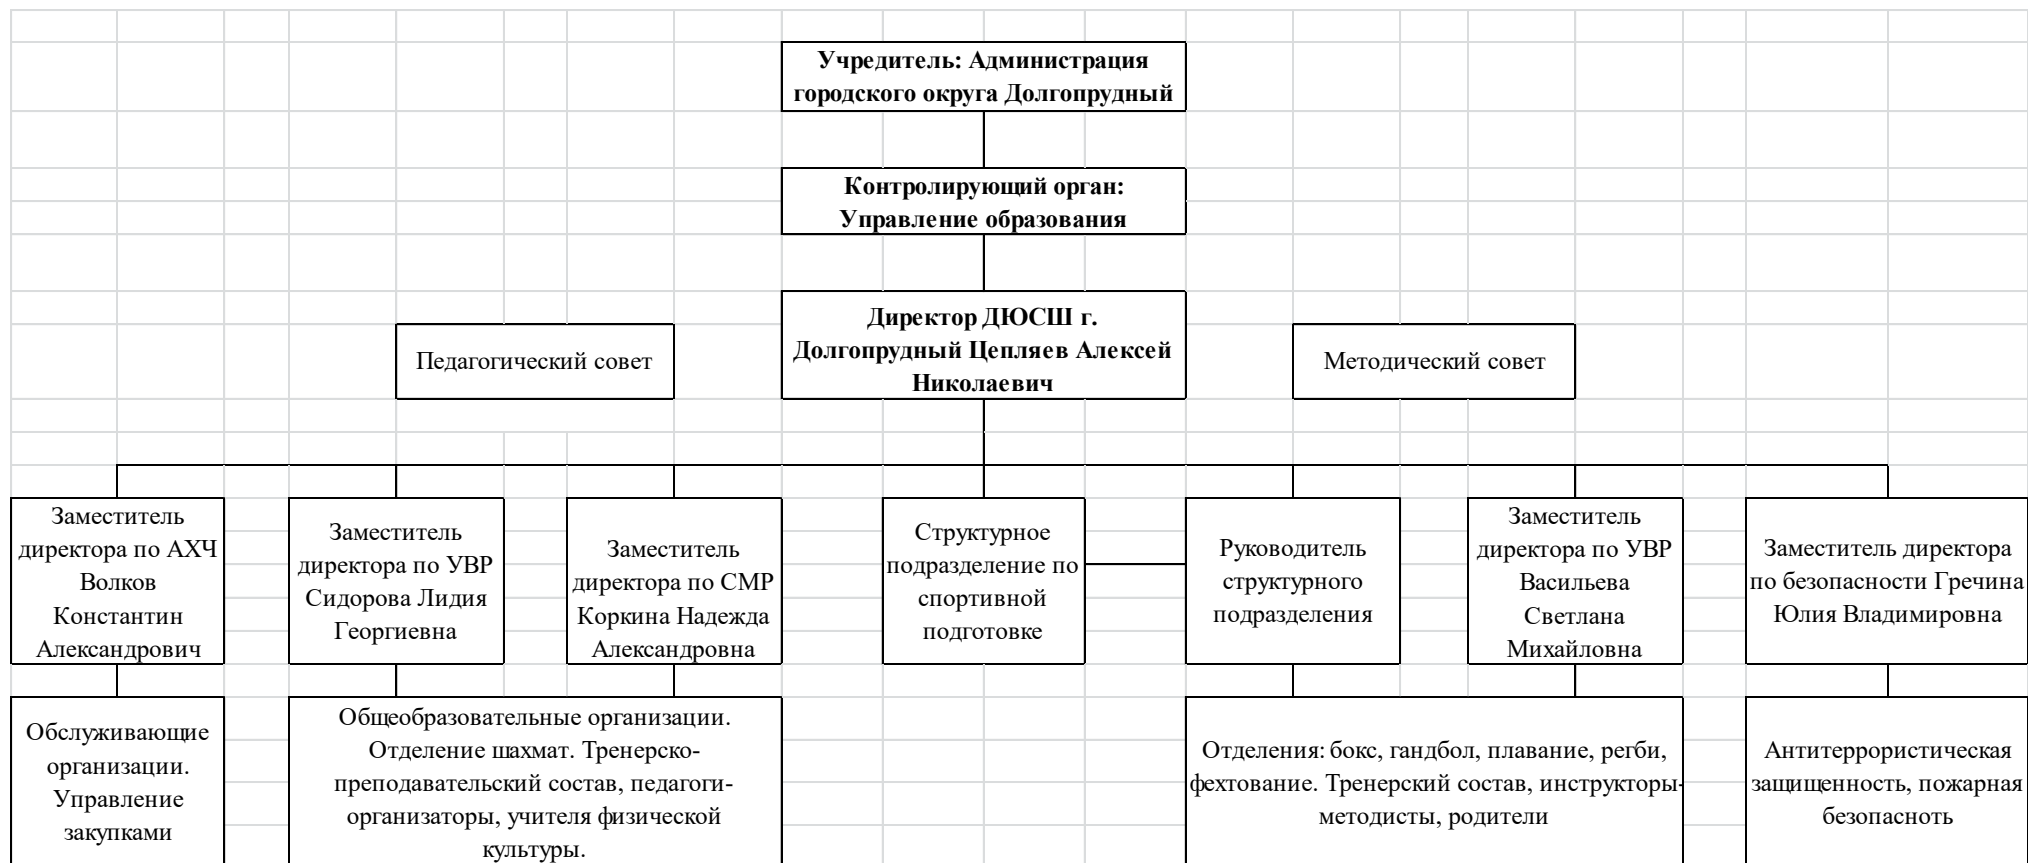 Учредитель: Администрация
городского округа Долгопрудный
Контролирующий орган:
Управление образования
Директор ДЮСШ г.
Долгопрудный Цепляев Алексей
Николаевич
Педагогический совет
Методический совет
Заместитель
директора по АХЧ
Волков
Константин
Александрович
Заместитель
директора по УВР
Сидорова Лидия
Георгиевна
Заместитель
директора по СМР
Коркина Надежда
Александровна
Структурное
подразделение по
спортивной
подготовке
Руководитель
структурного
подразделения
Заместитель
директора по УВР
Васильева
Светлана
Михайловна
Заместитель директора
по безопасности Гречина
Юлия Владимировна
Обслуживающие
организации.
Управление
закупками
Общеобразовательные организации.
Отделение шахмат. Тренерско-
преподавательский состав, педагоги-
организаторы, учителя физической
культуры.
Отделения: бокс, гандбол, плавание, регби,
фехтование. Тренерский состав, инструкторы-
методисты, родители
Антитеррористическая
защищенность, пожарная
безопасноть